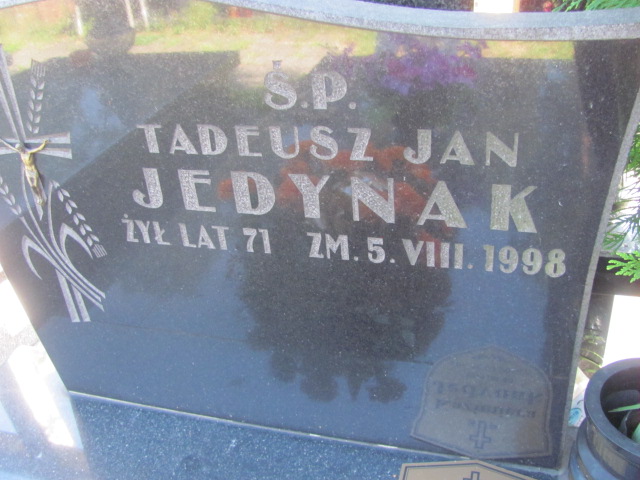 Ś.P.
TADEUSZ JAN
JEDYNAK
ŻYŁ LAT 71 ZM. 5. VIII. 1998